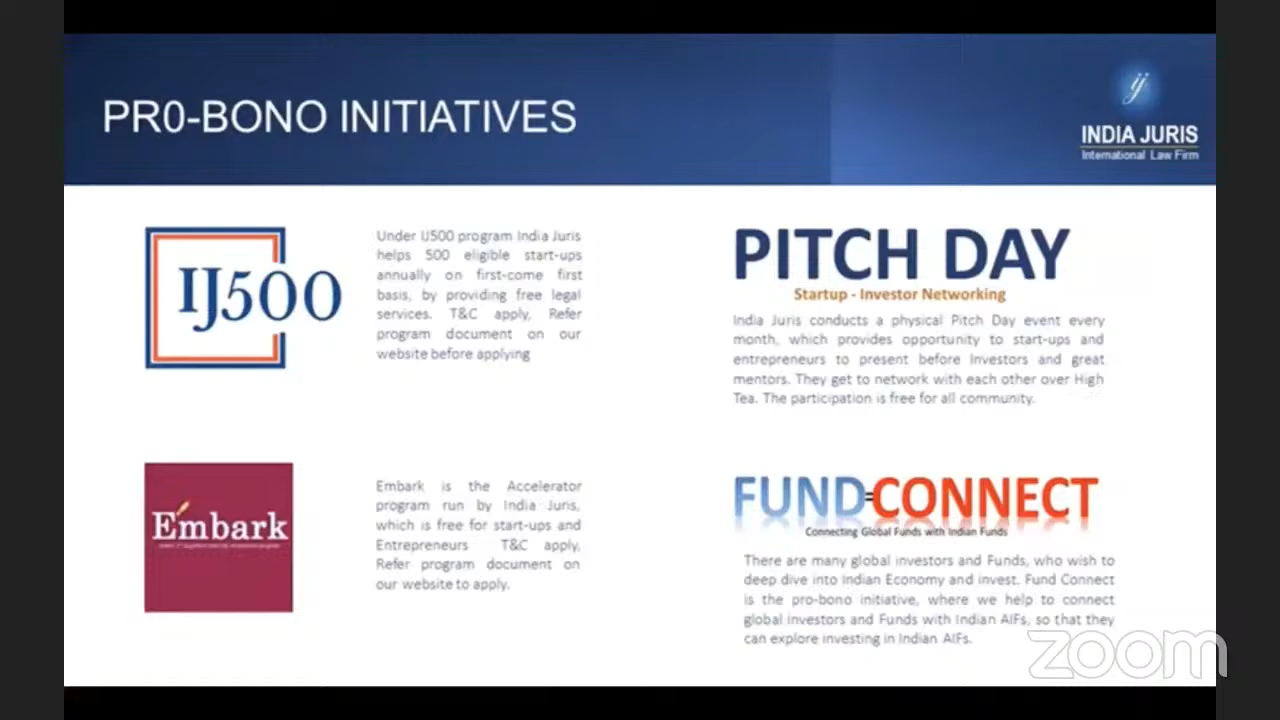 PR0-BONO INITIATIVES
ij
INDIA JURIS
International Law Firm
IJ500
Under IJ500 program India Juris
helps 500 eligible start-ups
annually on first-come first
basis, by providing free legal
services. T&C apply, Refer
program document on our
website before applying
PITCH DAY
Startup - Investor Networking
India Juris conducts a physical Pitch Day event every
month, which provides opportunity to start-ups and
entrepreneurs to present before Investors and great
mentors. They get to network with each other over High
Tea. The participation is free for all community.
Embark
Embark is the Accelerator
program run by India Juris,
which is free for start-ups and
Entrepreneurs T&C apply,
Refer program document on
our website to apply.
FUND=CONNECT
Connecting Global Funds with Indian Funds
There are many global investors and Funds, who wish to
deep dive into Indian Economy and invest. Fund Connect
is the pro-bono initiative, where we help to connect
global investors and Funds with Indian AIFs, so that they
can explore investing in Indian AIFs.
zoom